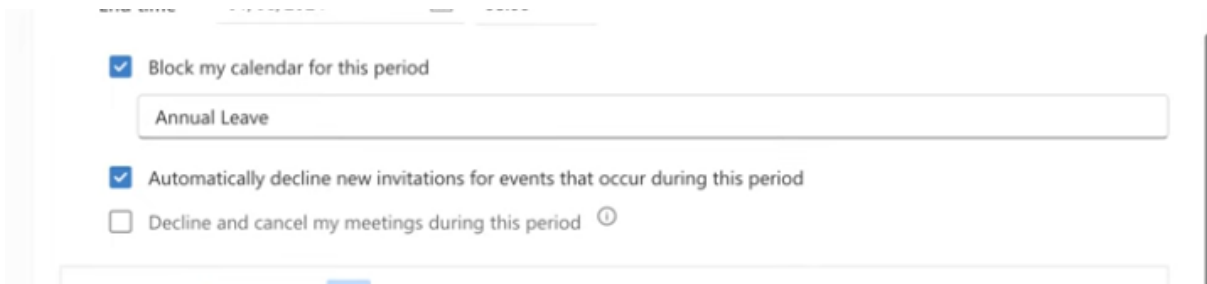 Block my calendar for this period
Annual Leave
Automatically decline new invitations for events that occur during this period
Decline and cancel my meetings during this period